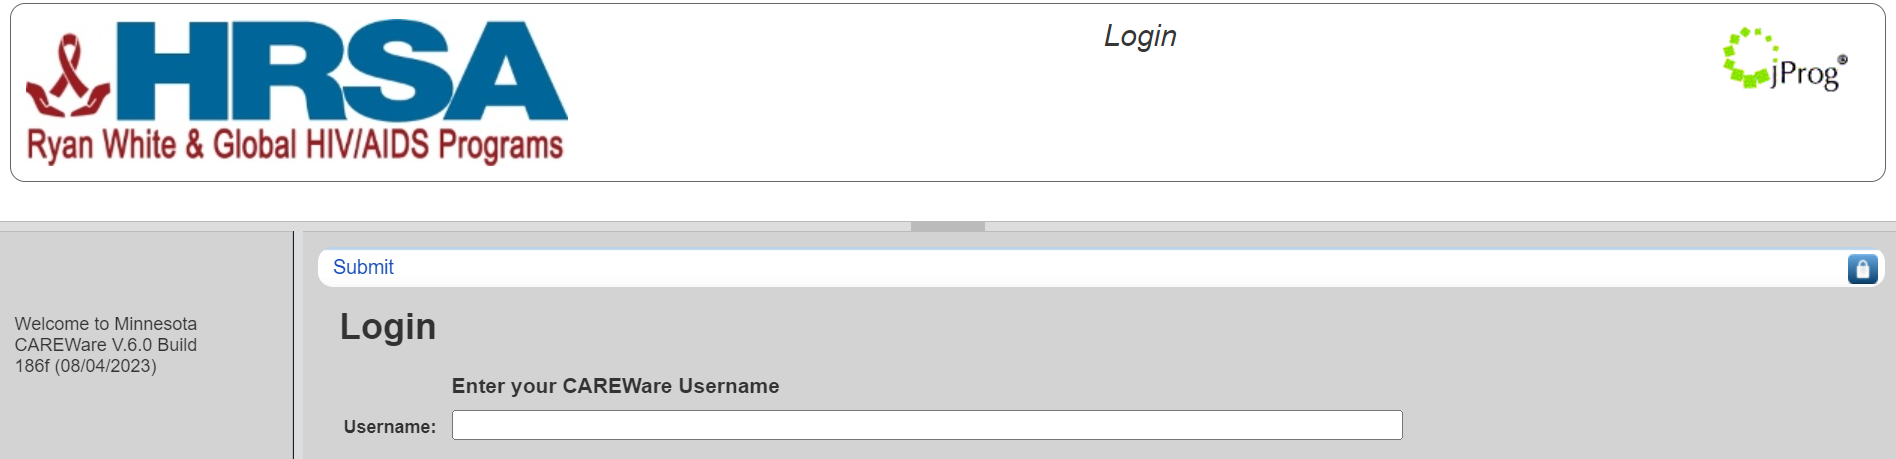 HRSA
Ryan White & Global HIV/AIDS Programs
Login
jProg®
Submit
Welcome to Minnesota
CAREWare V.6.0 Build
186f (08/04/2023)
Login
Enter your CAREWare Username
Username: